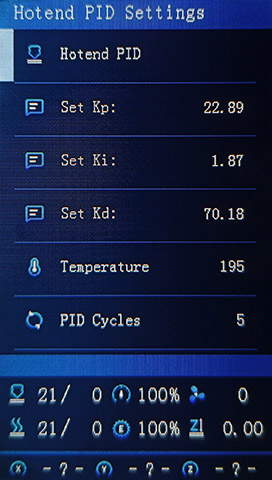 Hotend PID Settings
Hotend PID
Set Kp: 22.89
Set Ki: 1.87
Set Kd: 70.18
Temperature 195
PID Cycles 5
21/ 0 100% 0
21/ 0 E 100% Z 0.00
X - ? - Y - ? - Z - ? -